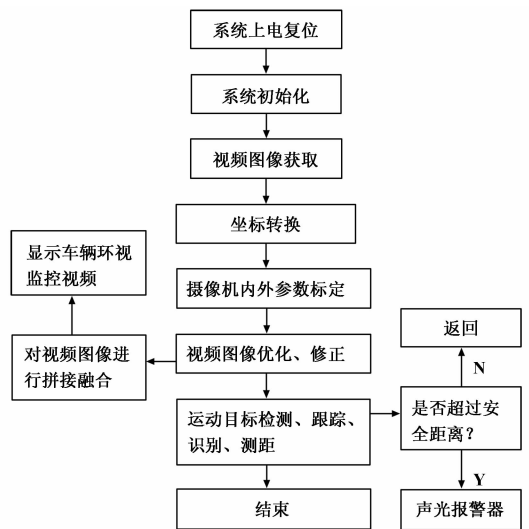 系统上电复位
系统初始化
视频图像获取
坐标转换
显示车辆环视
监控视频
摄像机内外参数标定
返回
对视频图像进
行拼接融合
视频图像优化、修正
N
运动目标检测、跟踪、
识别、测距
是否超过安
全距离？
Y
结束
声光报警器